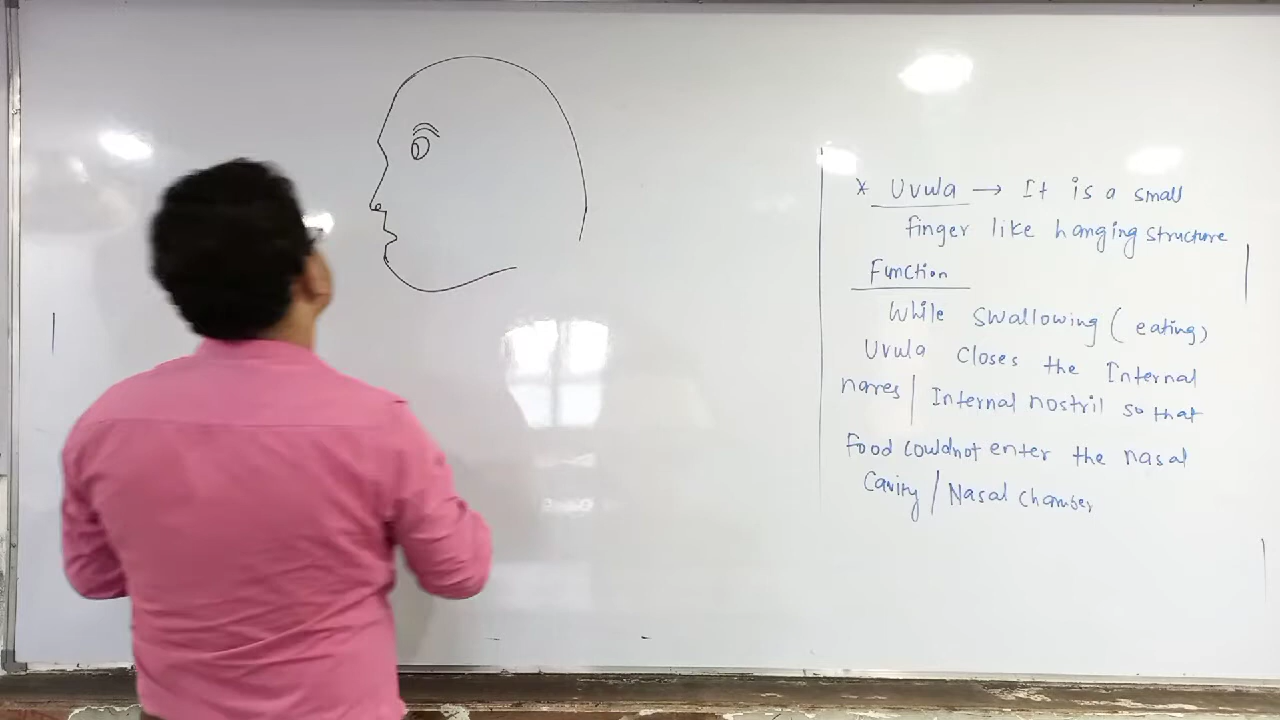 * Uvula → It is a small
finger like hanging structure
Function
While swallowing (eating)
Uvula closes the Internal
nares / Internal nostril so that
Food couldnot enter the nasal
Cavity / Nasal chamber